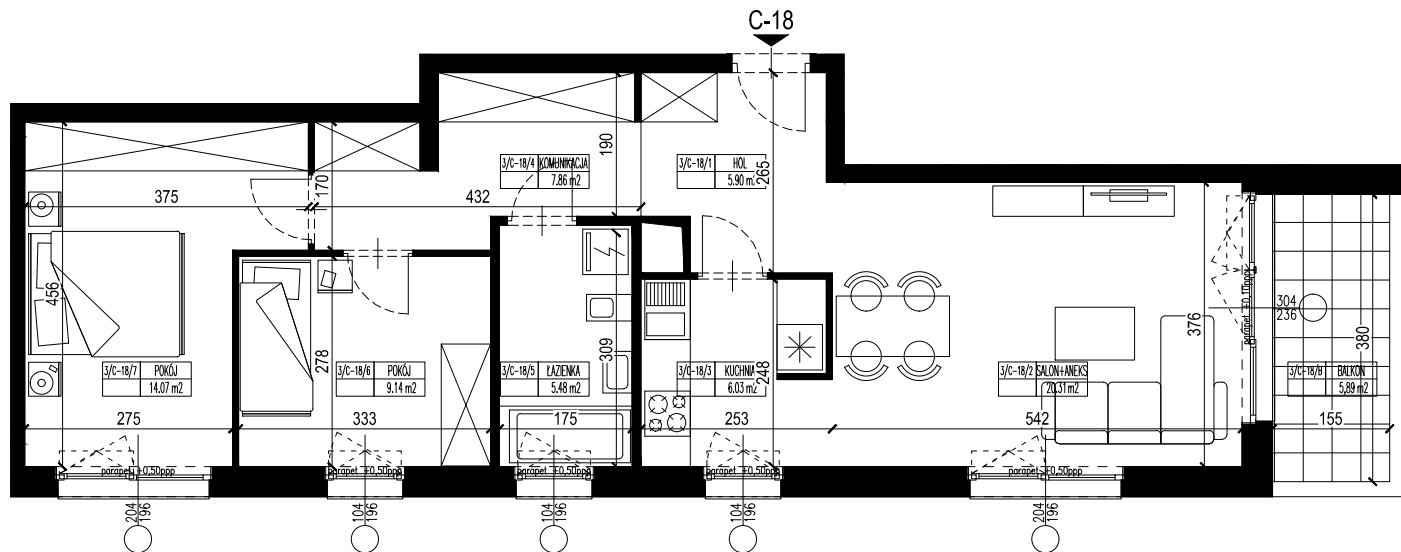 C-18
3/C-18/4 KOMUNIKACJA
7.86 m2
190
3/C-18/1 HOL
5.90 m2
265
375
170
432
456
278
309
248
376
304
236
380
3/C-18/7 POKÓJ
14.07 m2
3/C-18/6 POKÓJ
9.14 m2
3/C-18/5 ŁAZIENKA
5.48 m2
3/C-18/3 KUCHNIA
6.03 m2
3/C-18/2 SALON+ANEKS
20.31 m2
3/C-18/B BALKON
5,89 m2
parapet +0,10ppp
275
333
175
253
542
155
parapet +0,50ppp
parapet +0,50ppp
parapet +0,50ppp
parapet +0,50ppp
parapet +0,50ppp
204
196
104
196
104
196
104
196
204
196